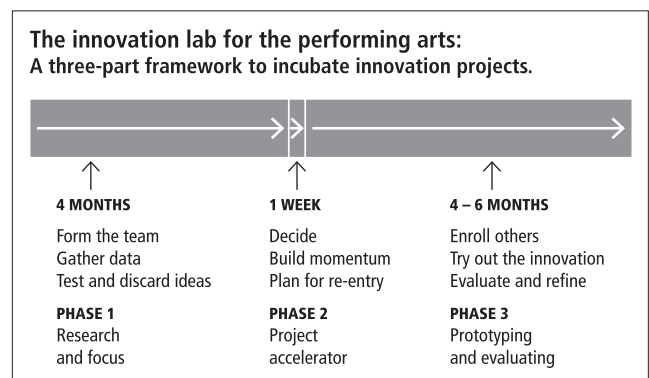 The innovation lab for the performing arts:
A three-part framework to incubate innovation projects.
4 MONTHS
Form the team
Gather data
Test and discard ideas
PHASE 1
Research
and focus
1 WEEK
Decide
Build momentum
Plan for re-entry
PHASE 2
Project
accelerator
4 – 6 MONTHS
Enroll others
Try out the innovation
Evaluate and refine
PHASE 3
Prototyping
and evaluating